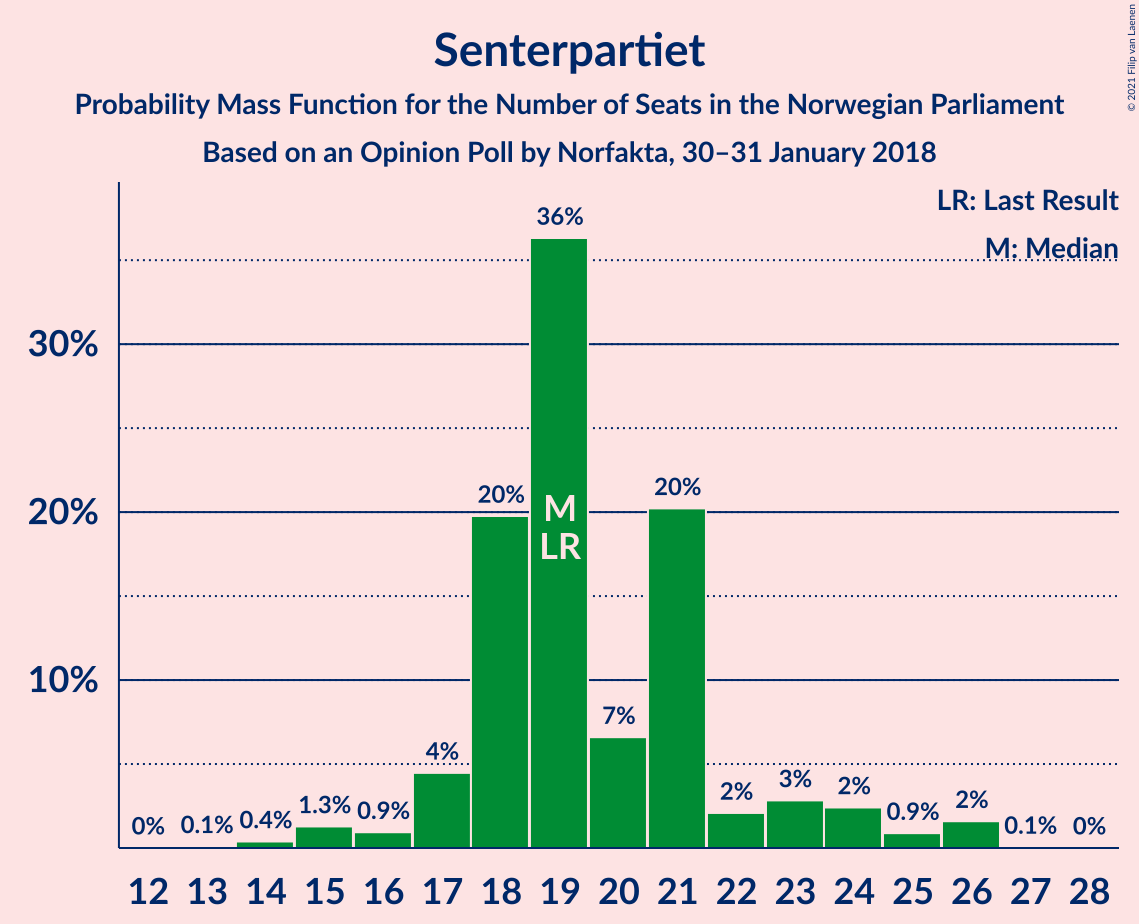 Senterpartiet
Probability Mass Function for the Number of Seats in the Norwegian Parliament
Based on an Opinion Poll by Norfakta, 30–31 January 2018
© 2021 Filip van Laenen
LR: Last Result
M: Median
30%
20%
10%
0%
0.1%
0.4%
1.3%
0.9%
4%
20%
36%
M
LR
7%
20%
2%
3%
2%
0.9%
2%
0.1%
0%
12 13 14 15 16 17 18 19 20 21 22 23 24 25 26 27 28